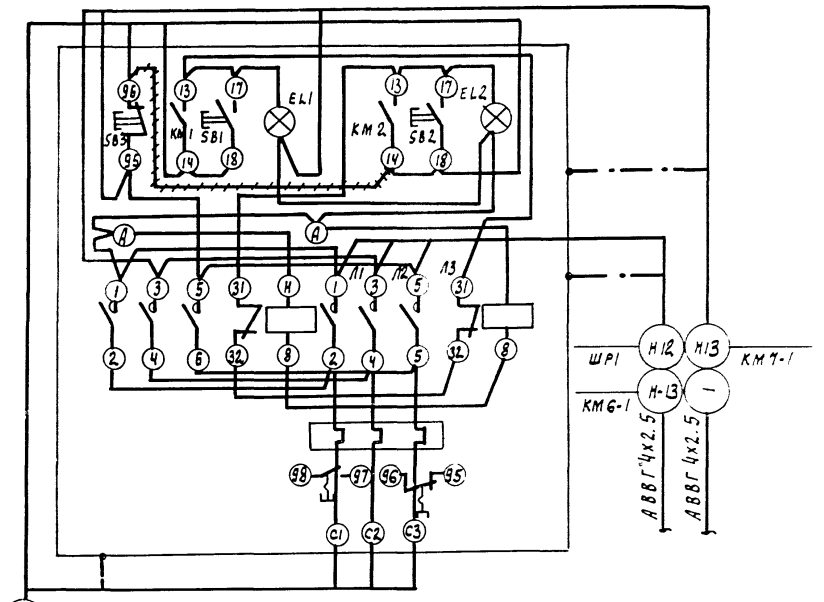 96 13 17 13 17
SB3 КМ1 SB1 EL1 КМ2 SB2 EL2
95 14 18 14 18
А А
Л1 Л2 Л3
1 3 5 31 Н 1 3 5 31
2 4 6 32 8 2 4 5 32 8
98 97 96 95
С1 С2 С3
Н12 Н13
ШР1 КМ7-1
Н-13 1
КМ6-1
АВВГ 4х2.5
АВВГ 4х2.5